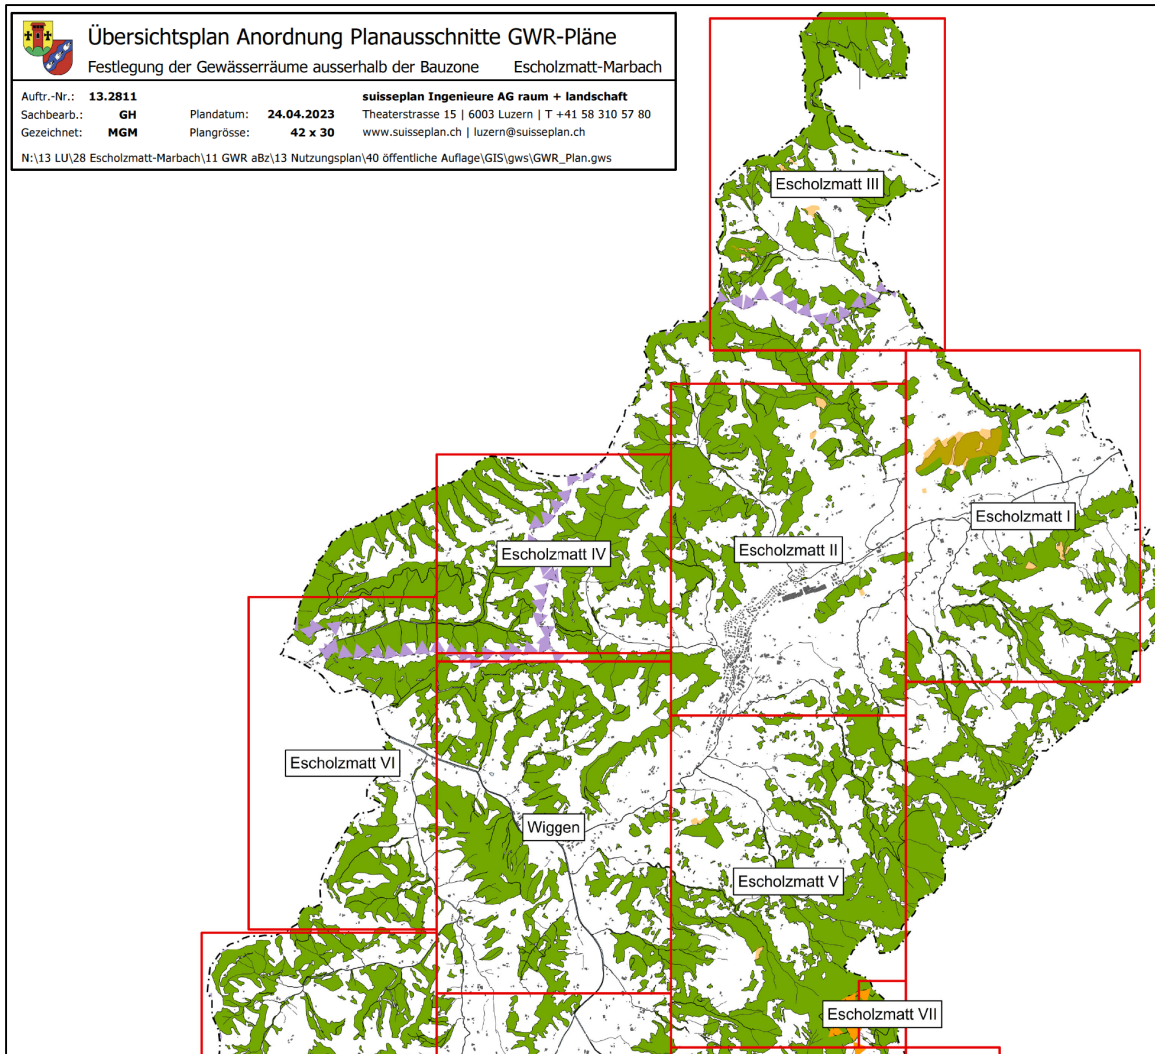 Übersichtsplan Anordnung Planausschnitte GWR-Pläne
Festlegung der Gewässerräume ausserhalb der Bauzone Escholzmatt-Marbach
Auftr.-Nr.: 13.2811 suisseplan Ingenieure AG raum + landschaft
Sachbearb.: GH Plandatum: 24.04.2023 Theaterstrasse 15 | 6003 Luzern | T +41 58 310 57 80
Gezeichnet: MGM Plangrösse: 42 x 30 www.suisseplan.ch | luzern@suisseplan.ch
N:\13 LU\28 Escholzmatt-Marbach\11 GWR aBz\13 Nutzungsplan\40 öffentliche Auflage\GIS\gws\GWR_Plan.gws
Escholzmatt III
Escholzmatt I
Escholzmatt IV
Escholzmatt II
Escholzmatt VI
Wiggen
Escholzmatt V
Escholzmatt VII